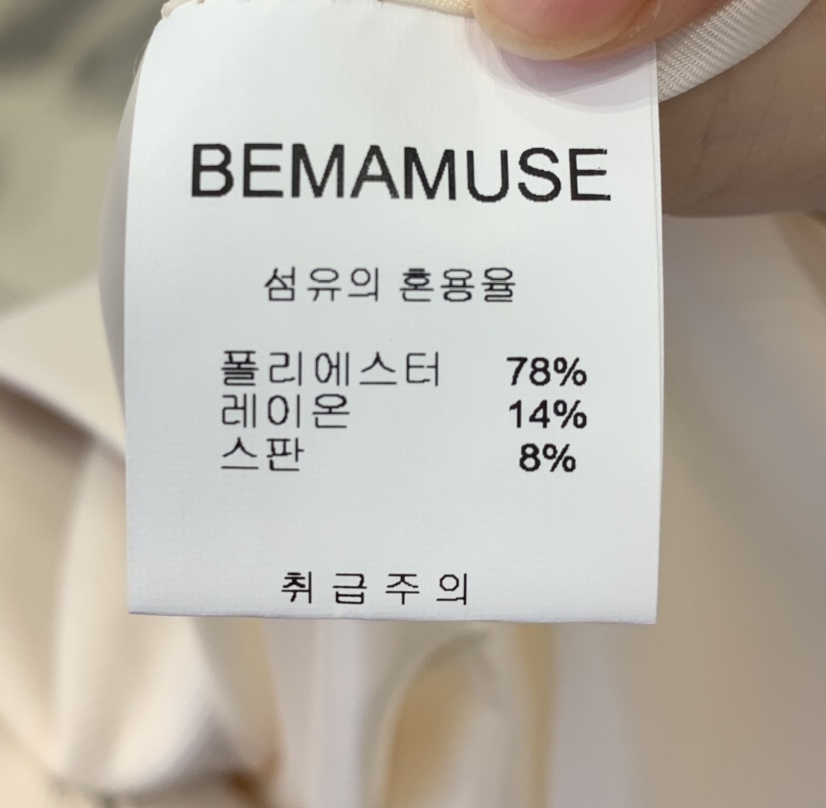 BEMAMUSE
섬유의 혼용율
폴리에스터 78%
레이온 14%
스판 8%
취급주의